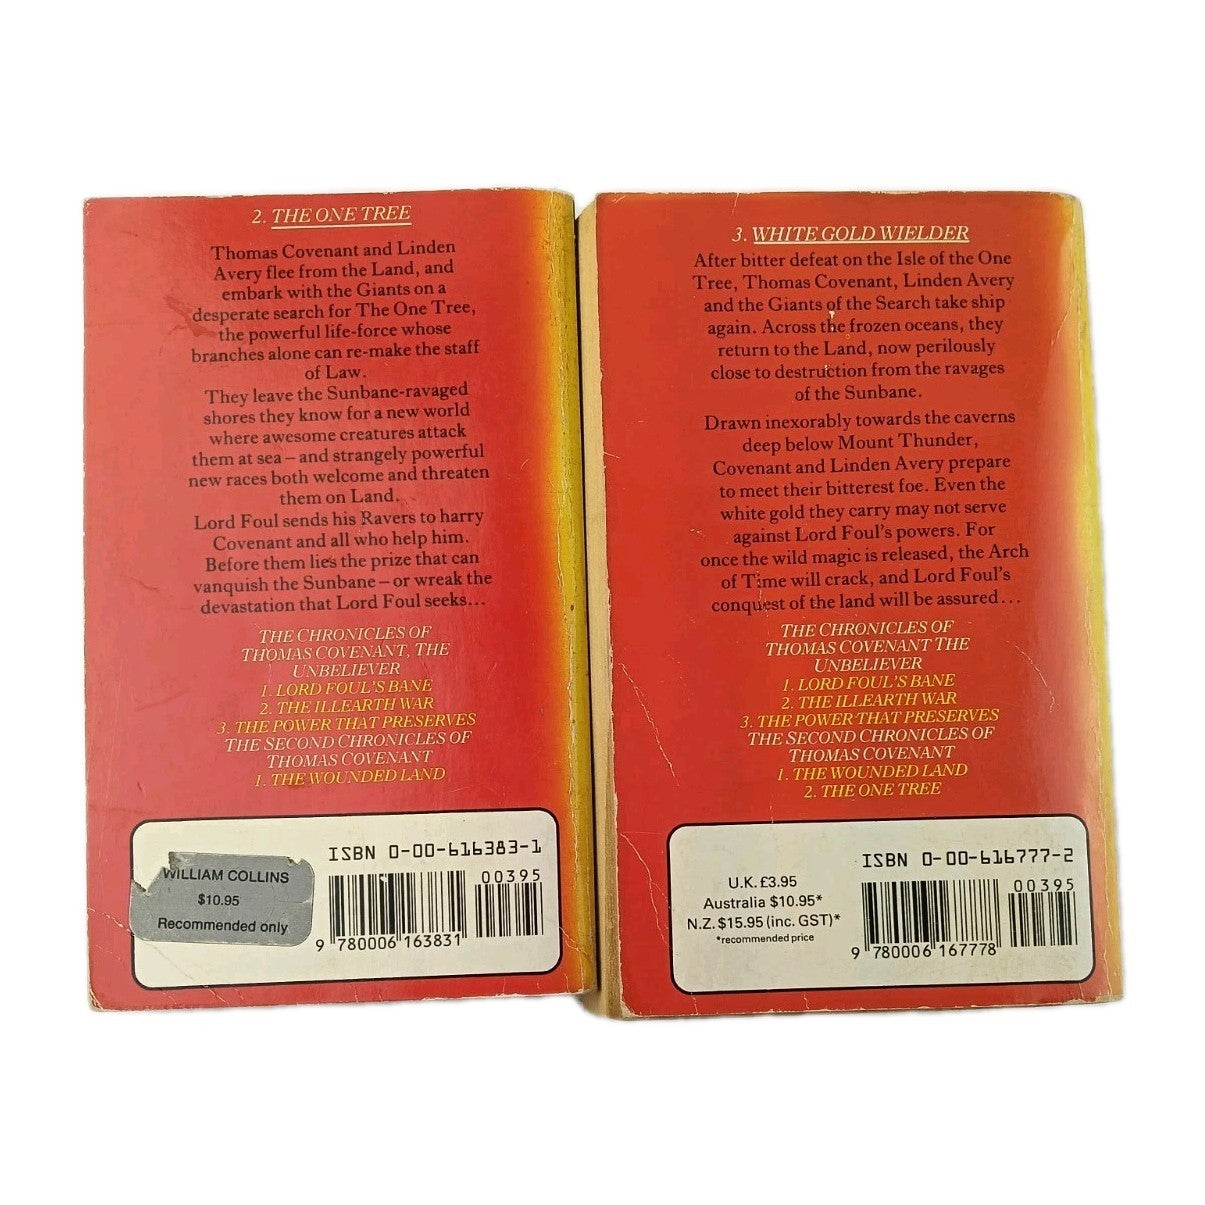 2. THE ONE TREE
Thomas Covenant and Linden
Avery flee from the Land, and
embark with the Giants on a
desperate search for The One Tree,
the powerful life-force whose
branches alone can re-make the staff
of Law.
They leave the Sunbane-ravaged
shores they know for a new world
where awesome creatures attack
them at sea – and strangely powerful
new races both welcome and threaten
them on Land.
Lord Foul sends his Ravers to harry
Covenant and all who help him.
Before them lies the prize that can
vanquish the Sunbane – or wreak the
devastation that Lord Foul seeks...
THE CHRONICLES OF
THOMAS COVENANT, THE
UNBELIEVER
1. LORD FOUL'S BANE
2. THE ILLEARTH WAR
3. THE POWER THAT PRESERVES
THE SECOND CHRONICLES OF
THOMAS COVENANT
1. THE WOUNDED LAND
WILLIAM COLLINS
$10.95
Recommended only
ISBN 0-00-616383-1
00395
9 780006 163831
3. WHITE GOLD WIELDER
After bitter defeat on the Isle of the One
Tree, Thomas Covenant, Linden Avery
and the Giants of the Search take ship
again. Across the frozen oceans, they
return to the Land, now perilously
close to destruction from the ravages
of the Sunbane.
Drawn inexorably towards the caverns
deep below Mount Thunder,
Covenant and Linden Avery prepare
to meet their bitterest foe. Even the
white gold they carry may not serve
against Lord Foul's powers. For
once the wild magic is released, the Arch
of Time will crack, and Lord Foul's
conquest of the land will be assured...
THE CHRONICLES OF
THOMAS COVENANT THE
UNBELIEVER
1. LORD FOUL'S BANE
2. THE ILLEARTH WAR
3. THE POWER THAT PRESERVES
THE SECOND CHRONICLES OF
THOMAS COVENANT
1. THE WOUNDED LAND
2. THE ONE TREE
U.K. £3.95
Australia $10.95*
N.Z. $15.95 (inc. GST)*
*recommended price
ISBN 0-00-616777-2
00395
9 780006 167778